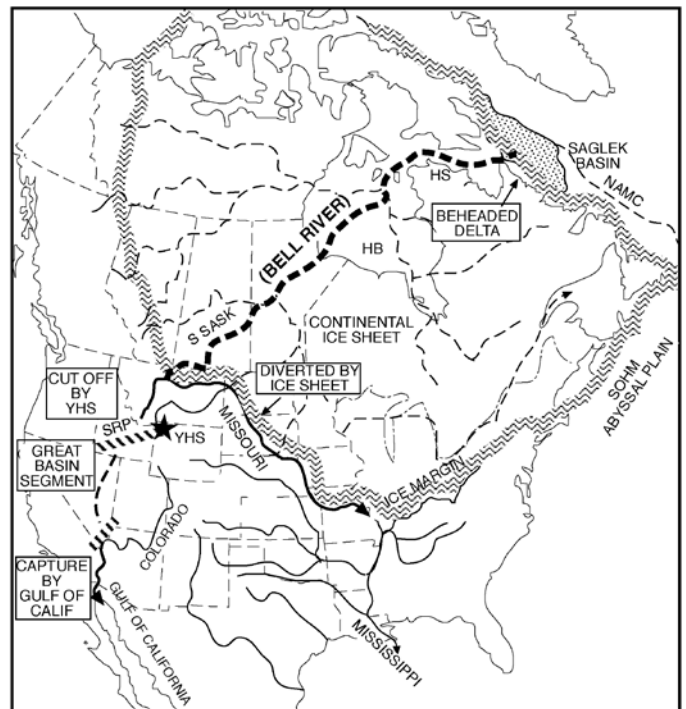 SAGLEK
BASIN
NAMC
HS
BEHEADED
DELTA
(BELL RIVER)
HB
S SASK
CONTINENTAL
ICE SHEET
SOHM
ABYSSAL PLAIN
CUT OFF
BY
YHS
DIVERTED BY
ICE SHEET
SRP
YHS
MISSOURI
GREAT
BASIN
SEGMENT
ICE MARGIN
COLORADO
CAPTURE
BY
GULF OF
CALIF
GULF OF CALIFORNIA
MISSISSIPPI